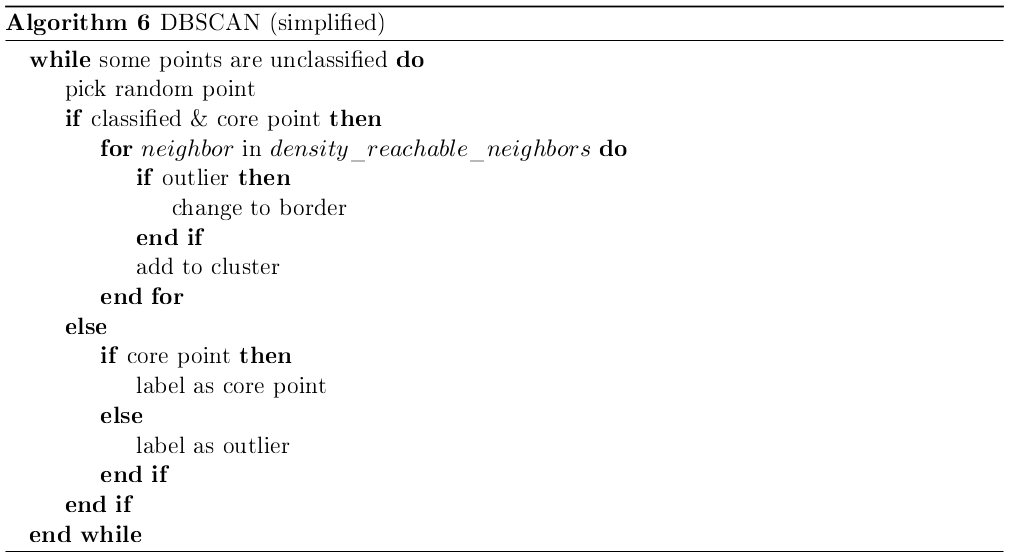 Algorithm 6 DBSCAN (simplified)
while some points are unclassified do
pick random point
if classified & core point then
for neighbor in density_reachable_neighbors do
if outlier then
change to border
end if
add to cluster
end for
else
if core point then
label as core point
else
label as outlier
end if
end if
end while